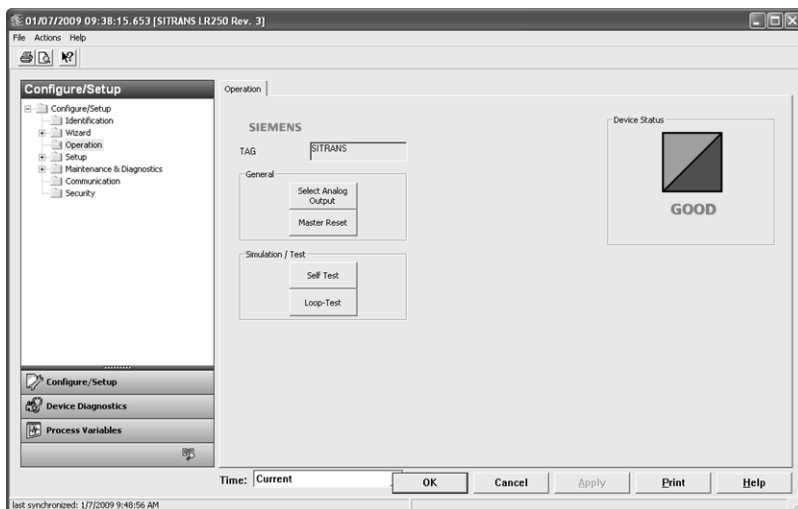 01/07/2009 09:38:15.653 [SITRANS LR250 Rev. 3]
File Actions Help
Configure/Setup
Configure/Setup
Identification
Wizard
Operation
Setup
Maintenance & Diagnostics
Communication
Security
Configure/Setup
Device Diagnostics
Process Variables
Operation
SIEMENS
TAG SITRANS
General
Select Analog
Output
Master Reset
Simulation / Test
Self Test
Loop-Test
Device Status
GOOD
Time: Current
OK Cancel Apply Print Help
last synchronized: 1/7/2009 9:48:56 AM